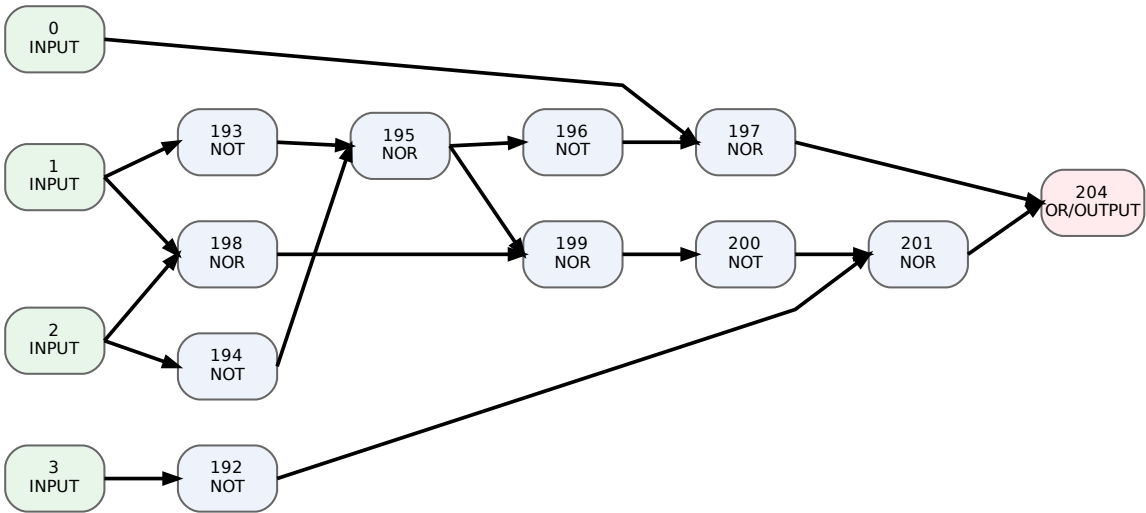 0
INPUT
1
INPUT
2
INPUT
3
INPUT
193
NOT
198
NOR
194
NOT
192
NOT
195
NOR
196
NOT
199
NOR
197
NOR
200
NOT
201
NOR
204
OR/OUTPUT